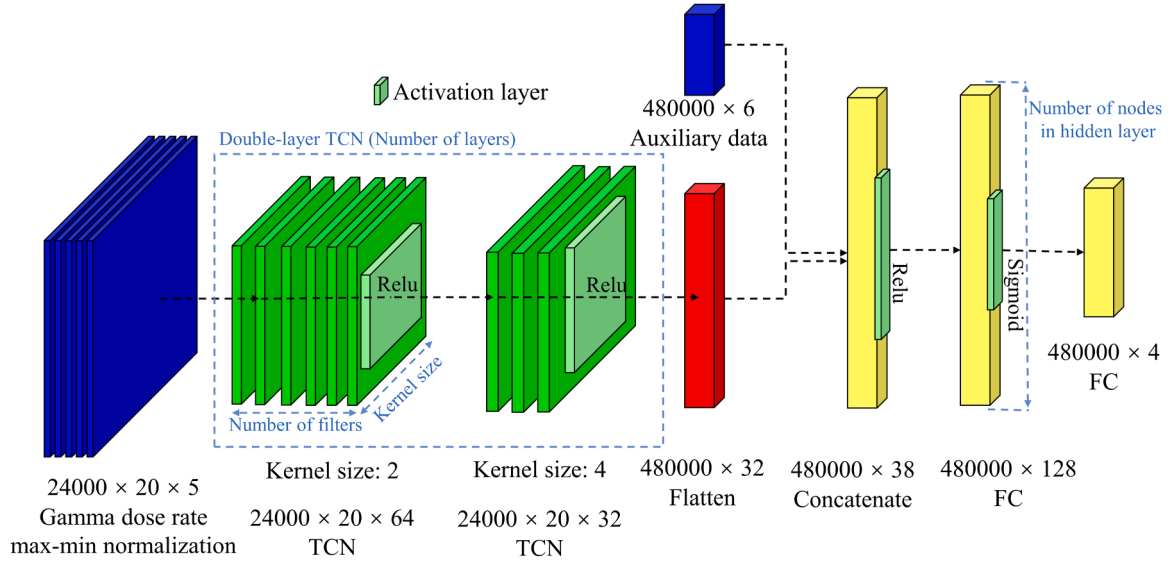 480000 × 6
Auxiliary data
Activation layer
Double-layer TCN (Number of layers)
Number of nodes
in hidden layer
Relu
Relu
Relu
Sigmoid
Kernel size
Number of filters
480000 × 4
FC
24000 × 20 × 5
Gamma dose rate
max-min normalization
Kernel size: 2
24000 × 20 × 64
TCN
Kernel size: 4
24000 × 20 × 32
TCN
480000 × 32
Flatten
480000 × 38
Concatenate
480000 × 128
FC